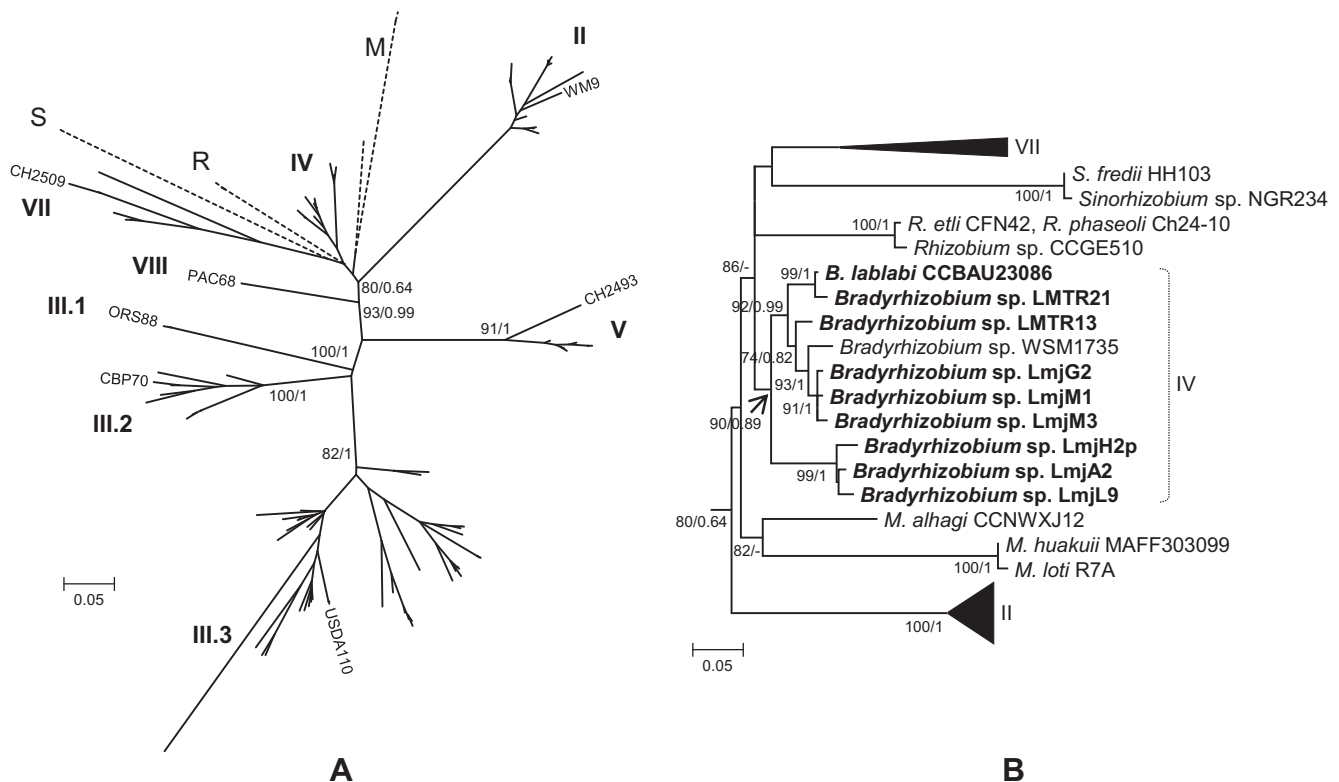 M
II
WM9
S
R
IV
CH2509
VII
VIII
PAC68
80/0.64
93/0.99
CH2493
III.1
ORS88
91/1
V
100/1
CBP70
100/1
III.2
82/1
0.05
III.3
USDA110
A
VII
S. fredii HH103
100/1
Sinorhizobium sp. NGR234
100/1
R. etli CFN42, R. phaseoli Ch24-10
Rhizobium sp. CCGE510
86/-
99/1
B. lablabi CCBAU23086
92/0.99
Bradyrhizobium sp. LMTR21
Bradyrhizobium sp. LMTR13
74/0.82
Bradyrhizobium sp. WSM1735
93/1
Bradyrhizobium sp. LmjG2
IV
91/1
Bradyrhizobium sp. LmjM1
90/0.89
Bradyrhizobium sp. LmjM3
Bradyrhizobium sp. LmjH2p
99/1
Bradyrhizobium sp. LmjA2
Bradyrhizobium sp. LmjL9
80/0.64
M. alhagi CCNWXJ12
82/-
M. huakuii MAFF303099
100/1
M. loti R7A
II
100/1
0.05
B